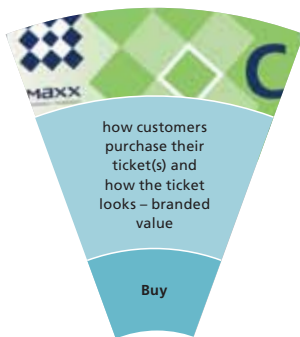 maxx
C
how customers
purchase their
ticket(s) and
how the ticket
looks – branded
value
Buy